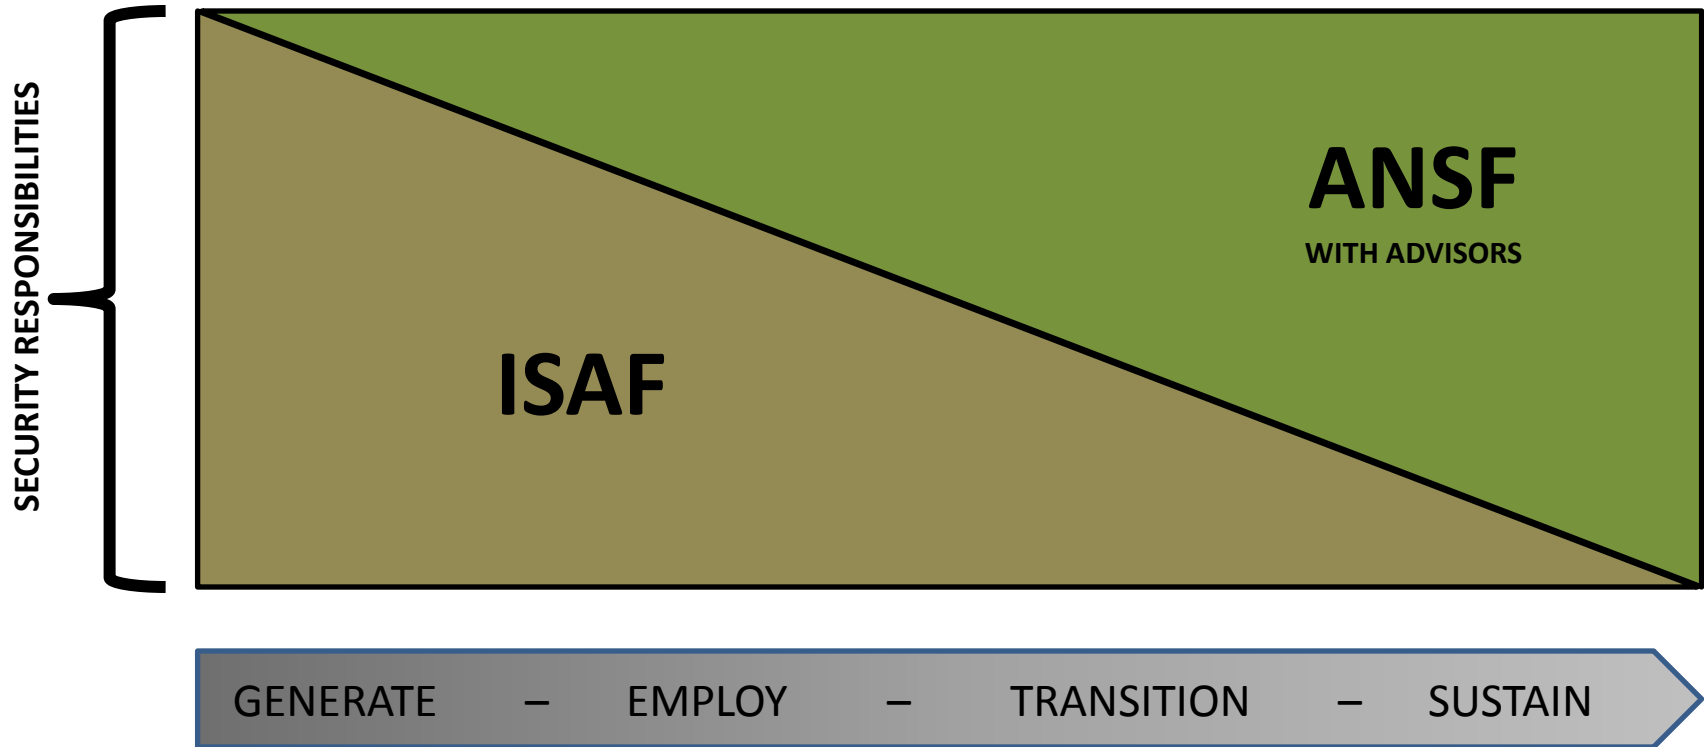 SECURITY RESPONSIBILITIES
ANSF
WITH ADVISORS
ISAF
GENERATE – EMPLOY – TRANSITION – SUSTAIN